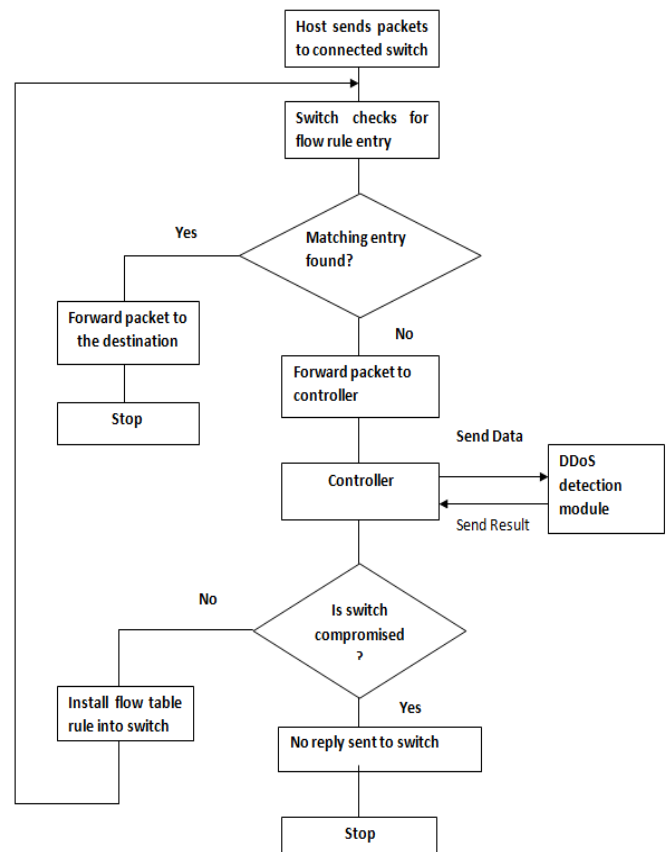 Host sends packets
to connected switch
Switch checks for
flow rule entry
Yes
Matching entry
found?
Forward packet to
the destination
No
Forward packet to
controller
Stop
Send Data
Controller
DDoS
detection
module
Send Result
No
Is switch
compromised
?
Install flow table
rule into switch
Yes
No reply sent to switch
Stop